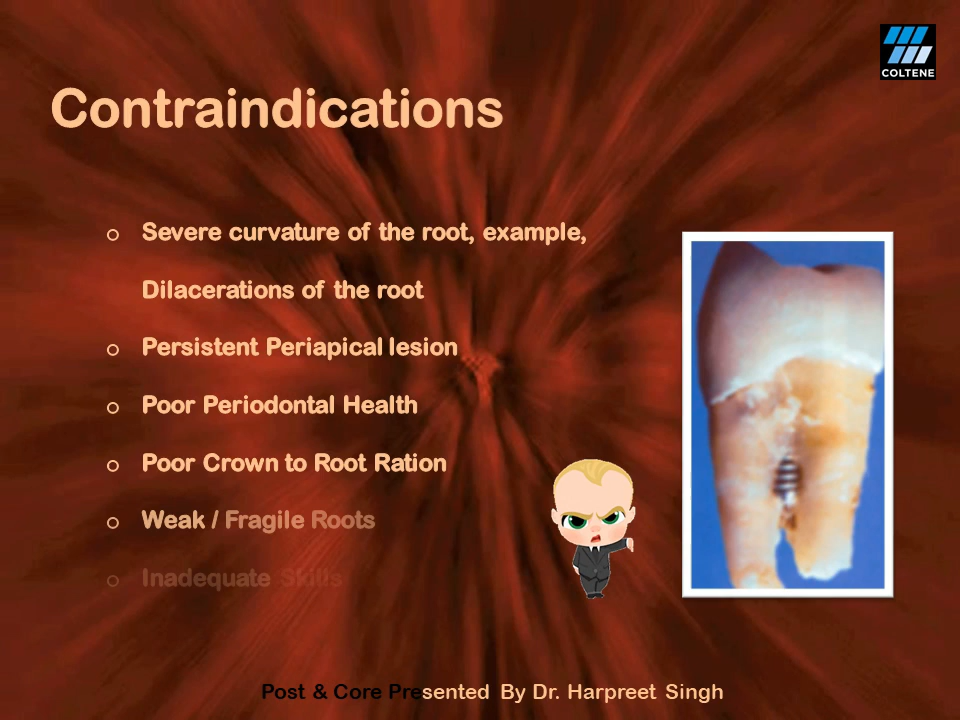 COLTENE
Contraindications
o Severe curvature of the root, example,
Dilacerations of the root
o Persistent Periapical lesion
o Poor Periodontal Health
o Poor Crown to Root Ration
o Weak / Fragile Roots
o Inadequate Skills
Post & Core Presented By Dr. Harpreet Singh